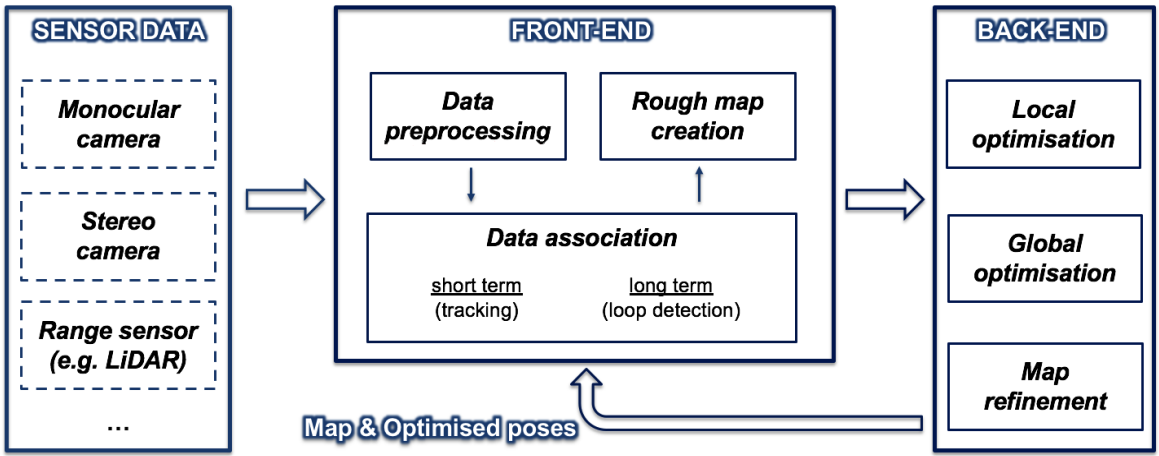 SENSOR DATA
Monocular
camera
Stereo
camera
Range sensor
(e.g. LiDAR)
...
FRONT-END
Data
preprocessing
Rough map
creation
Data association
short term
(tracking)
long term
(loop detection)
Map & Optimised poses
BACK-END
Local
optimisation
Global
optimisation
Map
refinement